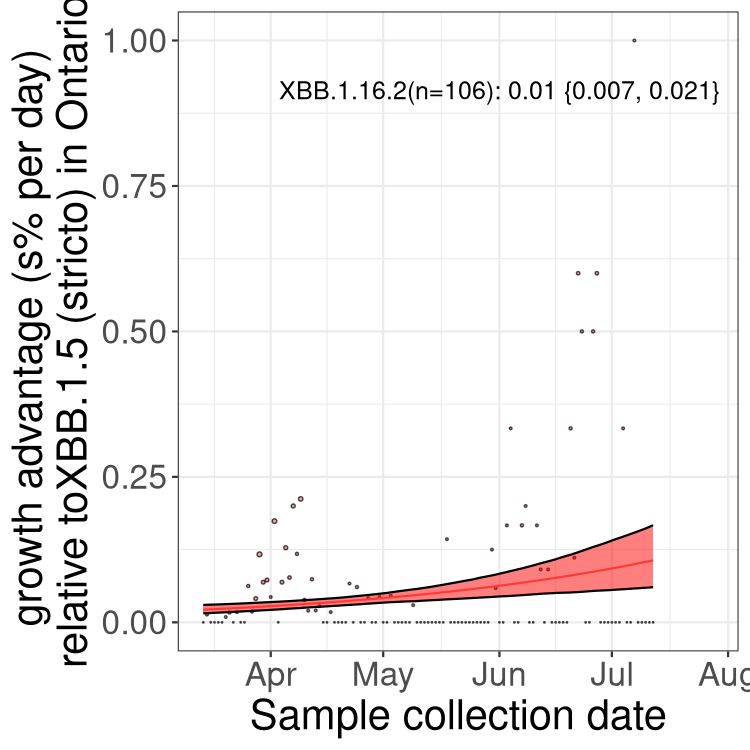 growth advantage (s% per day)
relative toXBB.1.5 (stricto) in Ontario
1.00
XBB.1.16.2(n=106): 0.01 {0.007, 0.021}
0.75
0.50
0.25
0.00
Apr May Jun Jul Aug
Sample collection date